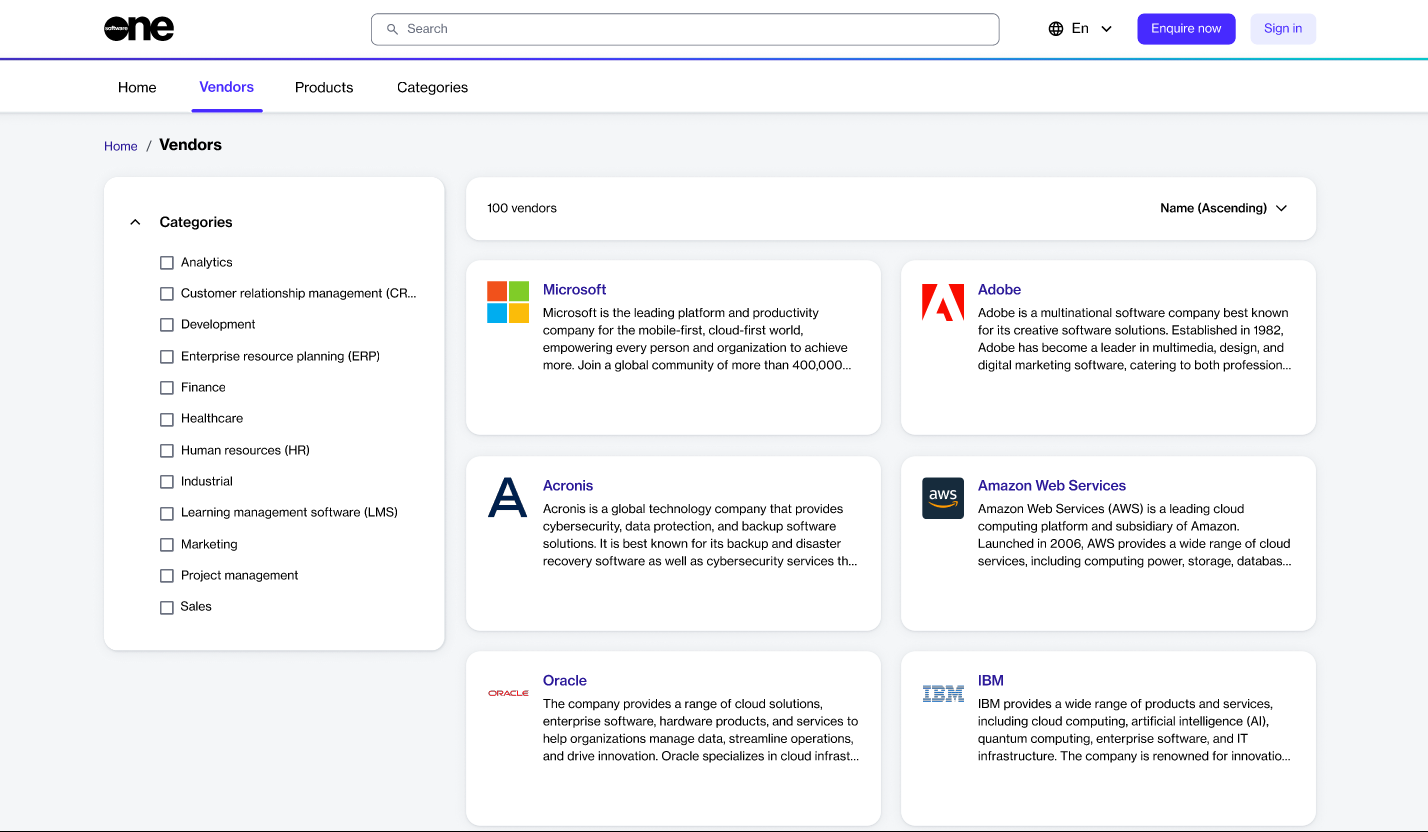 software one
Search
En
Enquire now
Sign in
Home
Vendors
Products
Categories
Home / Vendors
Categories
Analytics
Customer relationship management (CR...
Development
Enterprise resource planning (ERP)
Finance
Healthcare
Human resources (HR)
Industrial
Learning management software (LMS)
Marketing
Project management
Sales
100 vendors
Name (Ascending)
Microsoft
Microsoft is the leading platform and productivity
company for the mobile-first, cloud-first world,
empowering every person and organization to achieve
more. Join a global community of more than 400,000...
Adobe
Adobe is a multinational software company best known
for its creative software solutions. Established in 1982,
Adobe has become a leader in multimedia, design, and
digital marketing software, catering to both profession...
Acronis
Acronis is a global technology company that provides
cybersecurity, data protection, and backup software
solutions. It is best known for its backup and disaster
recovery software as well as cybersecurity services th...
aws
Amazon Web Services
Amazon Web Services (AWS) is a leading cloud
computing platform and subsidiary of Amazon.
Launched in 2006, AWS provides a wide range of cloud
services, including computing power, storage, databas...
ORACLE
Oracle
The company provides a range of cloud solutions,
enterprise software, hardware products, and services to
help organizations manage data, streamline operations,
and drive innovation. Oracle specializes in cloud infrast...
IBM
IBM
IBM provides a wide range of products and services,
including cloud computing, artificial intelligence (AI),
quantum computing, enterprise software, and IT
infrastructure. The company is renowned for innovatio...